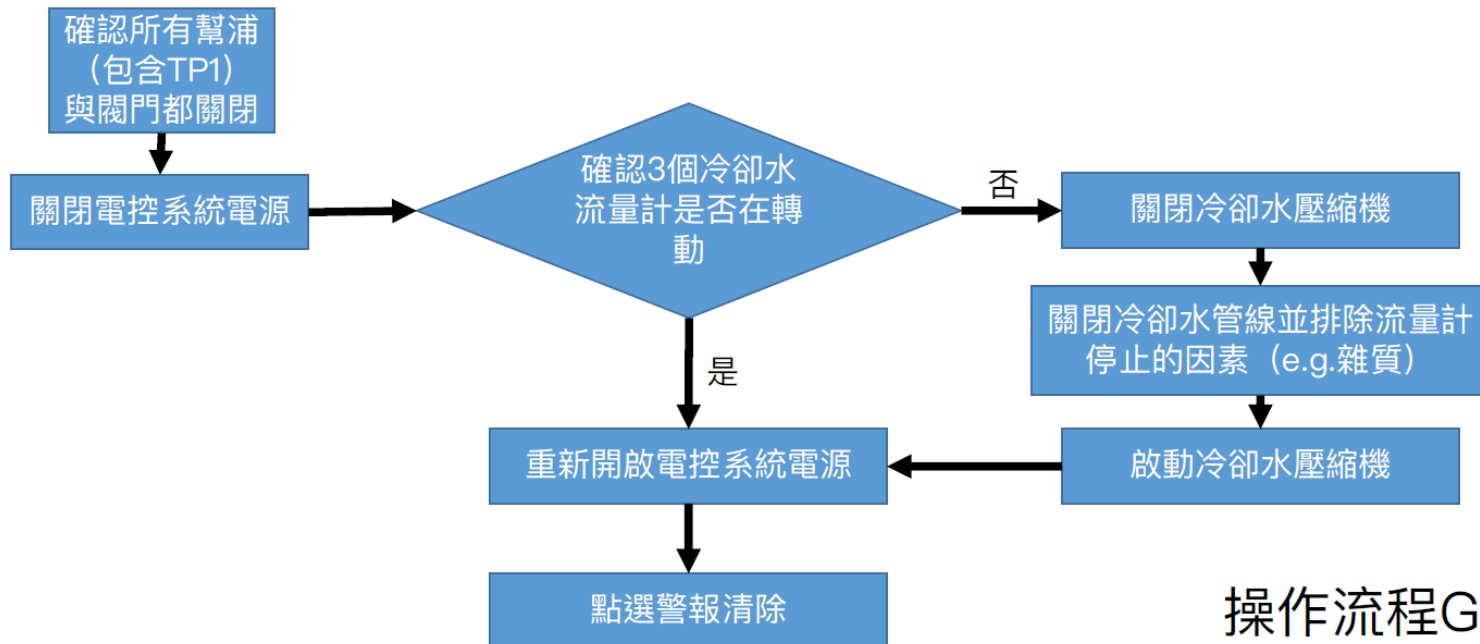 確認所有幫浦
（包含TP1）
與閥門都關閉
關閉電控系統電源
確認3個冷卻水
流量計是否在轉
動
否
關閉冷卻水壓縮機
關閉冷卻水管線並排除流量計
停止的因素（e.g.雜質）
啟動冷卻水壓縮機
是
重新開啟電控系統電源
點選警報清除
操作流程G